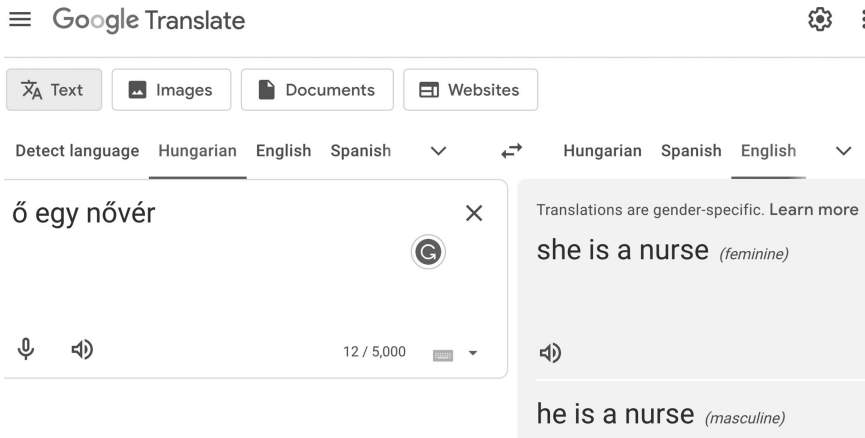 Google Translate
Text Images Documents Websites
Detect language Hungarian English Spanish Hungarian Spanish English
ő egy nővér
12 / 5,000
Translations are gender-specific. Learn more
she is a nurse (feminine)
he is a nurse (masculine)